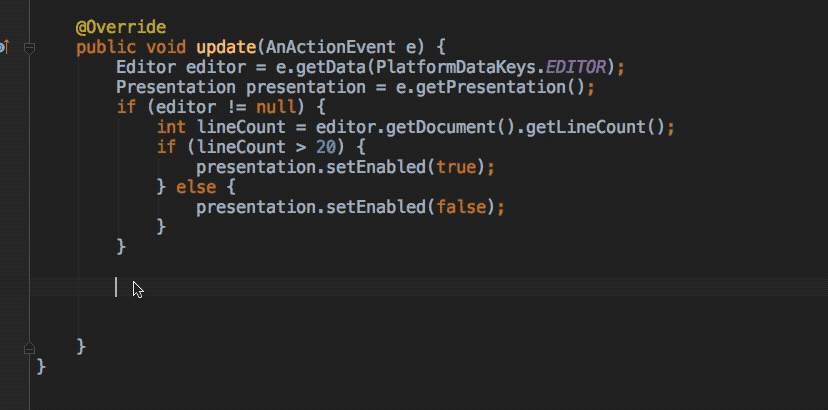 @Override
public void update(AnActionEvent e) {
Editor editor = e.getData(PlatformDataKeys.EDITOR);
Presentation presentation = e.getPresentation();
if (editor != null) {
int lineCount = editor.getDocument().getLineCount();
if (lineCount > 20) {
presentation.setEnabled(true);
} else {
presentation.setEnabled(false);
}
}
}
}